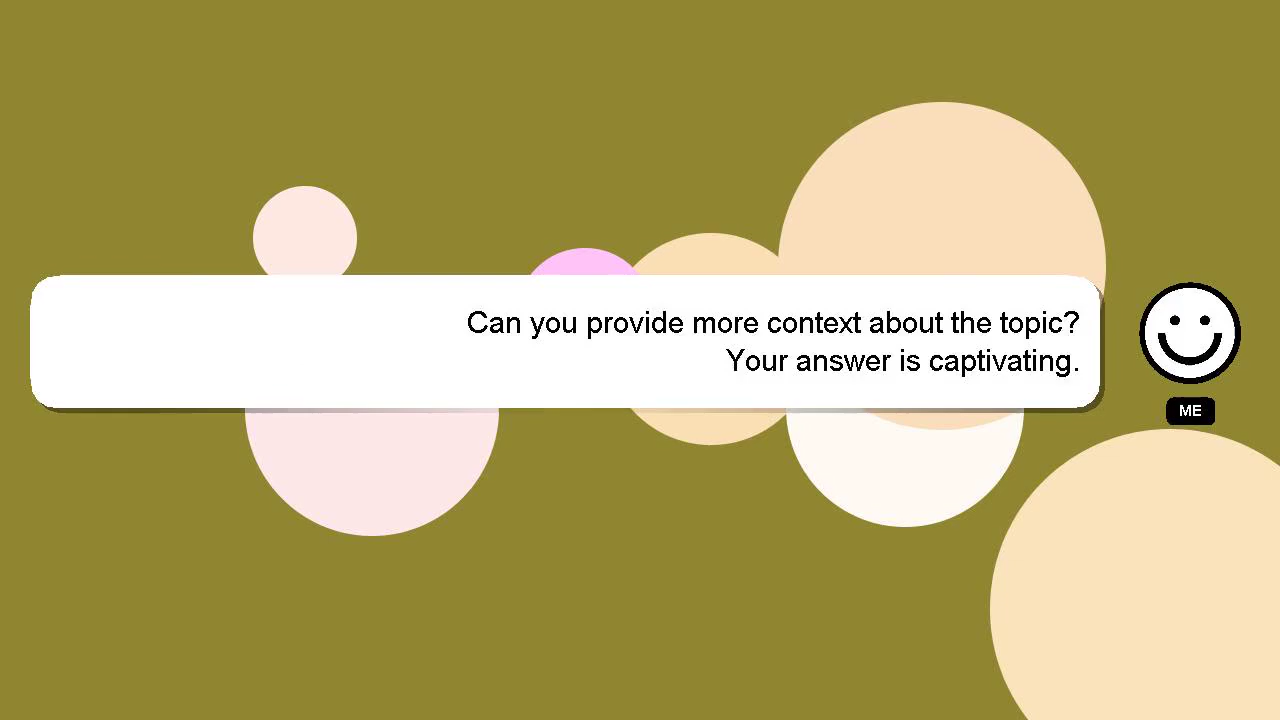 Can you provide more context about the topic?
Your answer is captivating.
ME